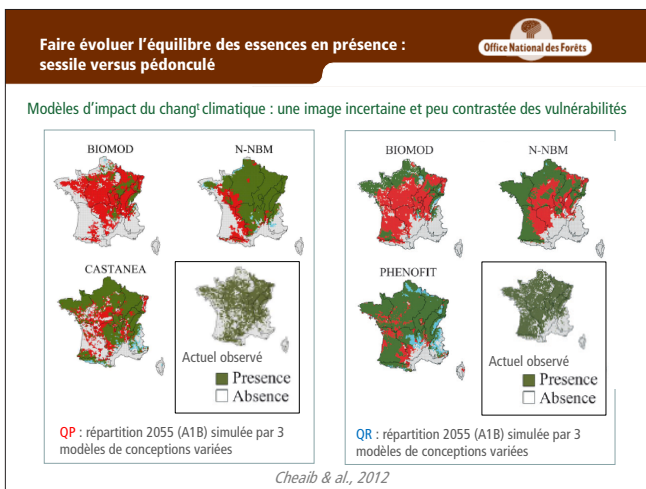 Faire évoluer l'équilibre des essences en présence :
sessile versus pédonculé
Office National des Forêts
Modèles d'impact du changt climatique : une image incertaine et peu contrastée des vulnérabilités
BIOMOD
N-NBM
CASTANEA
Actuel observé
Presence
Absence
QP : répartition 2055 (A1B) simulée par 3
modèles de conceptions variées
BIOMOD
N-NBM
PHENOFIT
Actuel observé
Presence
Absence
QR : répartition 2055 (A1B) simulée par 3
modèles de conceptions variées
Cheaib & al., 2012